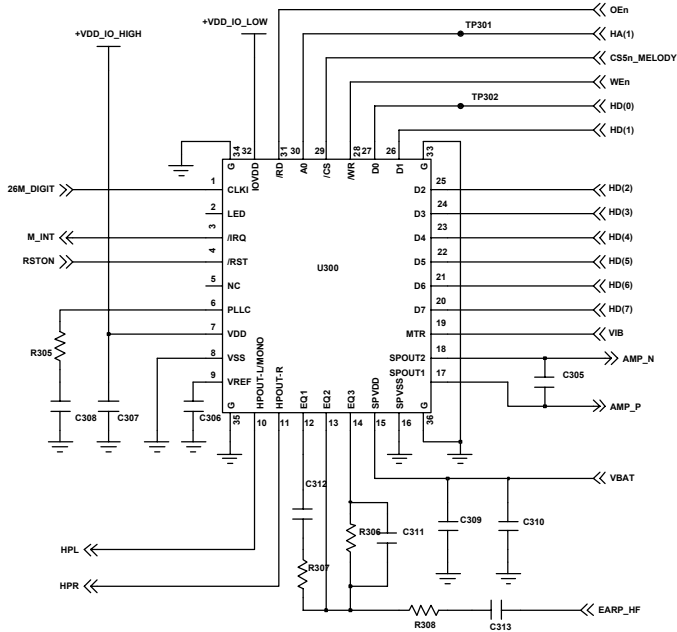 OEn
+VDD_IO_LOW
TP301
HA(1)
+VDD_IO_HIGH
CS5n_MELODY
WEn
TP302
HD(0)
HD(1)
34 32 31 30 29 28 27 26 33
G IOVDD /RD A0 /CS /WR D0 D1 G
26M_DIGIT 1 CLKI D2 25 HD(2)
2 LED D3 24 HD(3)
M_INT 3 /IRQ D4 23 HD(4)
RSTON 4 /RST D5 22 HD(5)
U300
5 NC D6 21 HD(6)
6 PLLC D7 20 HD(7)
R305 7 VDD MTR 19 VIB
8 VSS SPOUT2 18 AMP_N
9 VREF SPOUT1 17 C305
AMP_P
G HPOUT-L/MONO HPOUT-R EQ1 EQ2 EQ3 SPVDD SPVSS G
35 10 11 12 13 14 15 16 36
C308 C307 C306
VBAT
C312
R306 C311 C309 C310
HPL
R307
HPR
R308 C313 EARP_HF